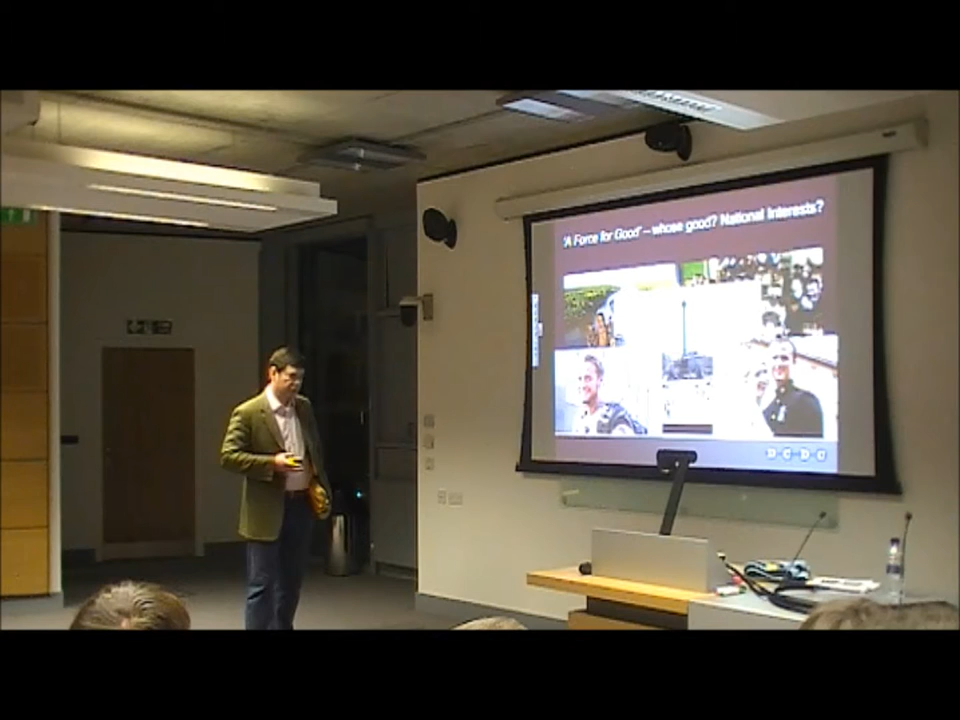 'A Force for Good' – whose good? National Interests?
D C D C